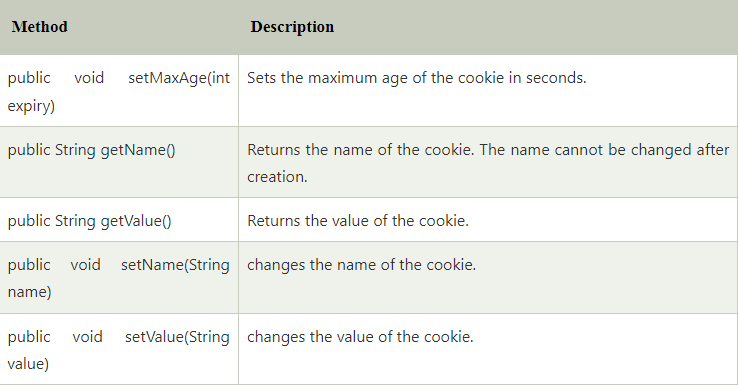 Method Description
public void setMaxAge(int Sets the maximum age of the cookie in seconds.
expiry)
public String getName() Returns the name of the cookie. The name cannot be changed after
creation.
public String getValue() Returns the value of the cookie.
public void setName(String changes the name of the cookie.
name)
public void setValue(String changes the value of the cookie.
value)